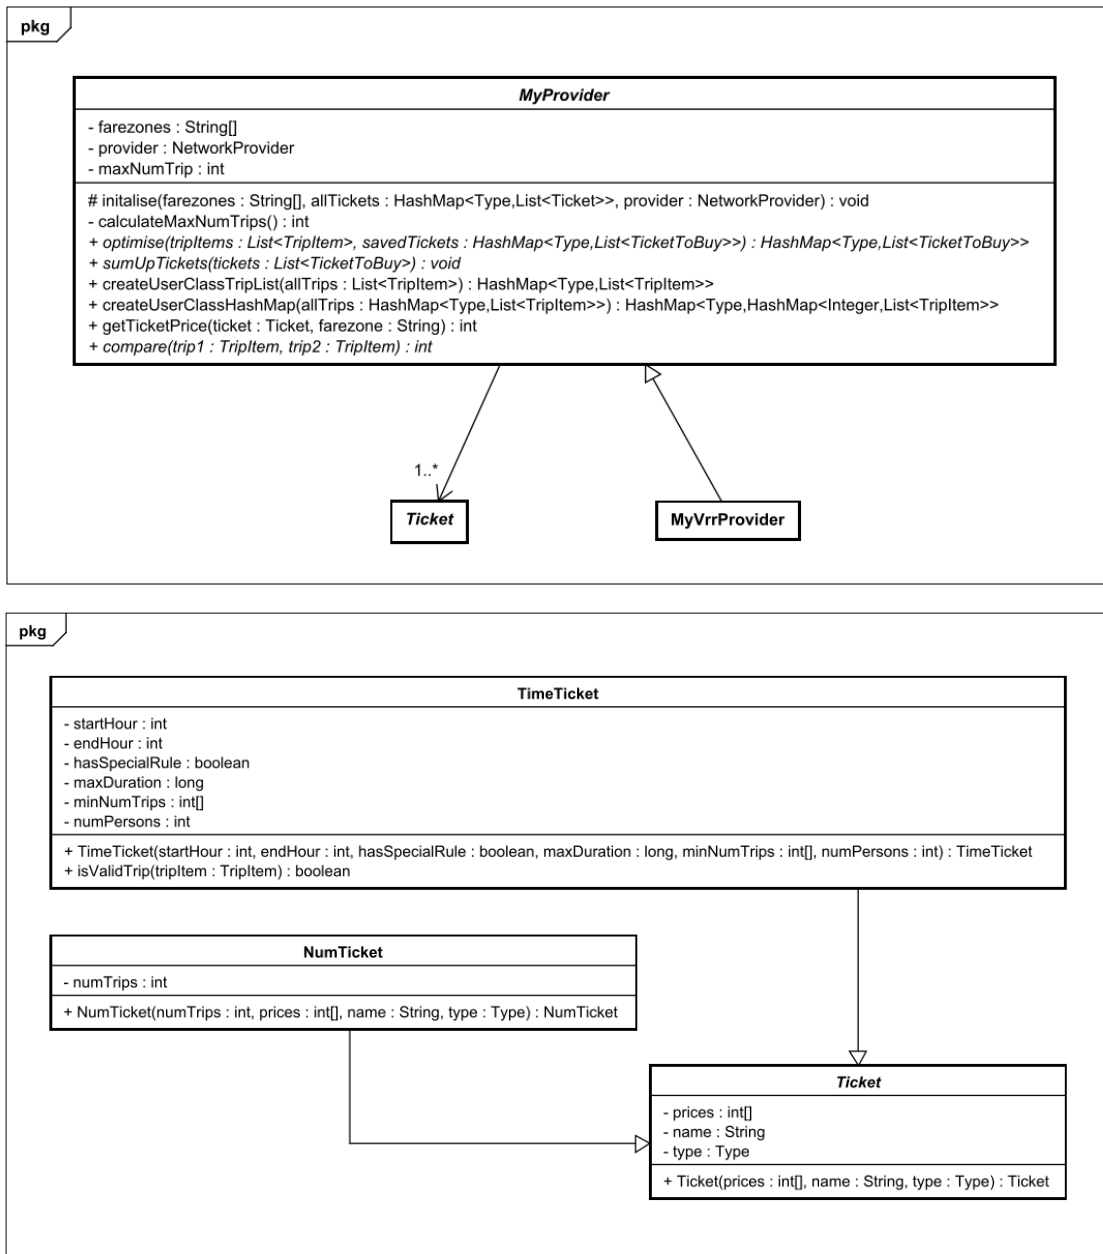 pkg
MyProvider
- farezones : String[]
- provider : NetworkProvider
- maxNumTrip : int
# initalise(farezones : String[], allTickets : HashMap<Type,List<Ticket>>, provider : NetworkProvider) : void
- calculateMaxNumTrips() : int
+ optimise(tripItems : List<TripItem>, savedTickets : HashMap<Type,List<TicketToBuy>>) : HashMap<Type,List<TicketToBuy>>
+ sumUpTickets(tickets : List<TicketToBuy>) : void
+ createUserClassTripList(allTrips : List<TripItem>) : HashMap<Type,List<TripItem>>
+ createUserClassHashMap(allTrips : HashMap<Type,List<TripItem>>) : HashMap<Type,HashMap<Integer,List<TripItem>>
+ getTicketPrice(ticket : Ticket, farezone : String) : int
+ compare(trip1 : TripItem, trip2 : TripItem) : int
1..*
Ticket
MyVrrProvider
pkg
TimeTicket
- startHour : int
- endHour : int
- hasSpecialRule : boolean
- maxDuration : long
- minNumTrips : int[]
- numPersons : int
+ TimeTicket(startHour : int, endHour : int, hasSpecialRule : boolean, maxDuration : long, minNumTrips : int[], numPersons : int) : TimeTicket
+ isValidTrip(tripItem : TripItem) : boolean
NumTicket
- numTrips : int
+ NumTicket(numTrips : int, prices : int[], name : String, type : Type) : NumTicket
Ticket
- prices : int[]
- name : String
- type : Type
+ Ticket(prices : int[], name : String, type : Type) : Ticket